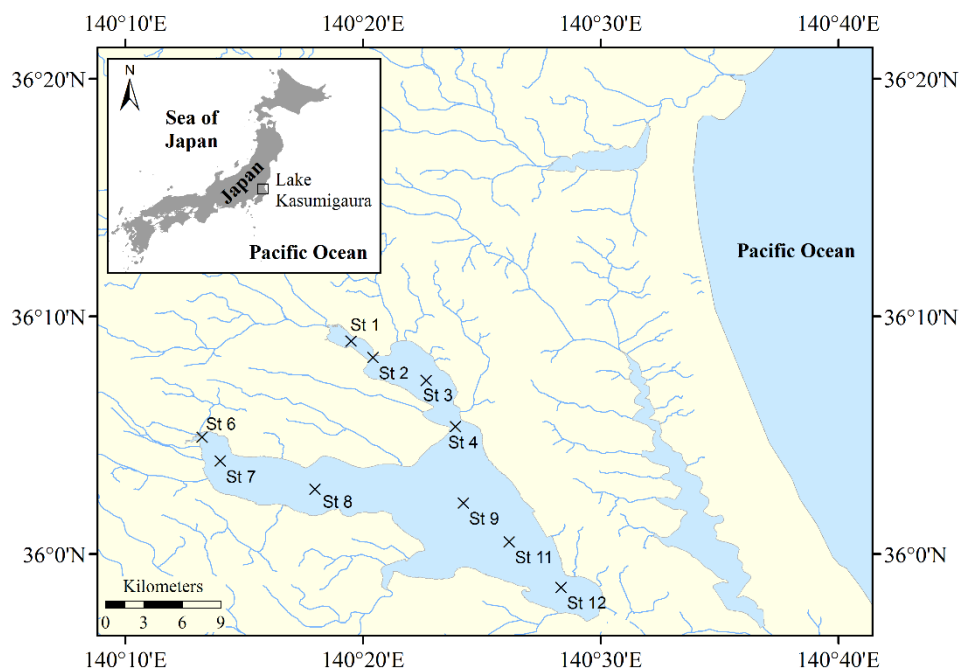 140°10'E 140°20'E 140°30'E 140°40'E
36°20'N 36°20'N
N
Sea of
Japan
Japan
Lake
Kasumigaura
Pacific Ocean
Pacific Ocean
36°10'N 36°10'N
St 1
St 2
St 3
St 4
St 6
St 7
St 8
St 9
St 11
36°0'N 36°0'N
St 12
Kilometers
0 3 6 9
140°10'E 140°20'E 140°30'E 140°40'E